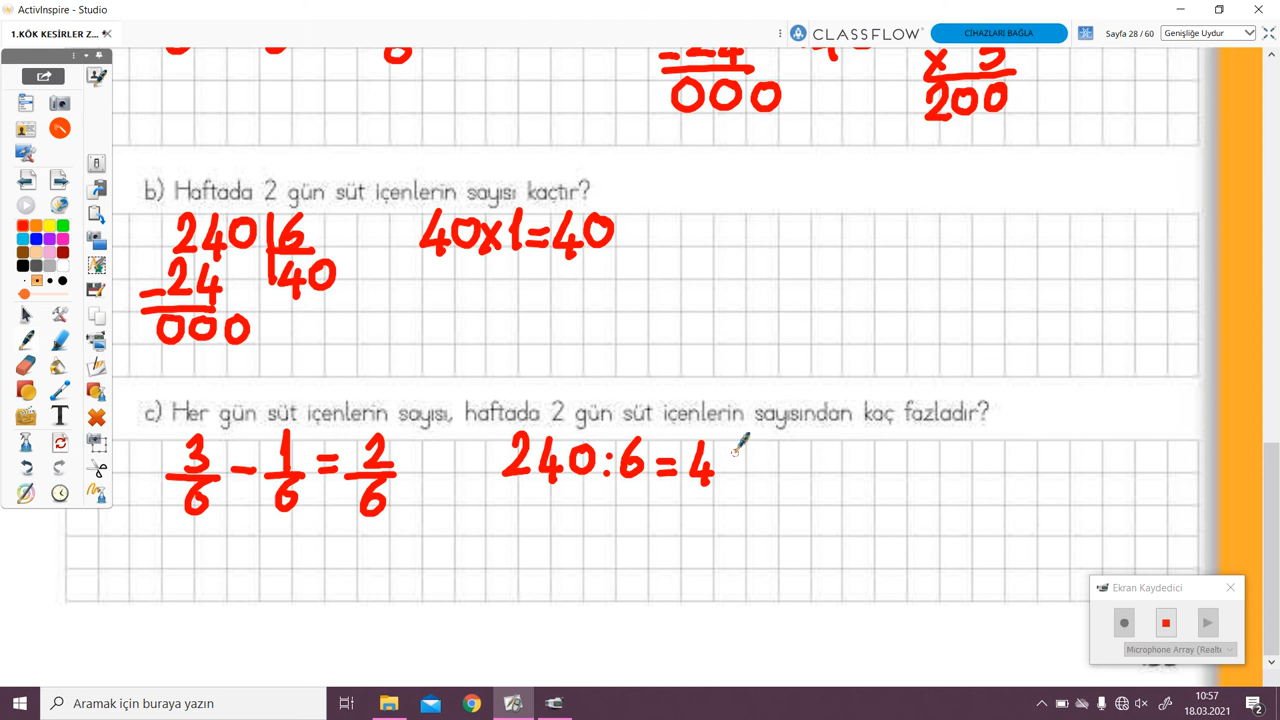 ActivInspire - Studio
1.KÖK KESİRLER Z...
CLASSFLOW
CİHAZLARI BAĞLA
Sayfa 28 / 60
Genişliğe Uydur
000
x 5
200
b) Haftada 2 gün süt içenlerin sayısı kaçtır?
240 6
40x1=40
-24 40
000
c) Her gün süt içenlerin sayısı, haftada 2 gün süt içenlerin sayısından kaç fazladır?
3/6 - 1/6 = 2/6
240:6=4
Ekran Kaydedici
Microphone Array (Realte
Aramak için buraya yazın
10:57
18.03.2021
2